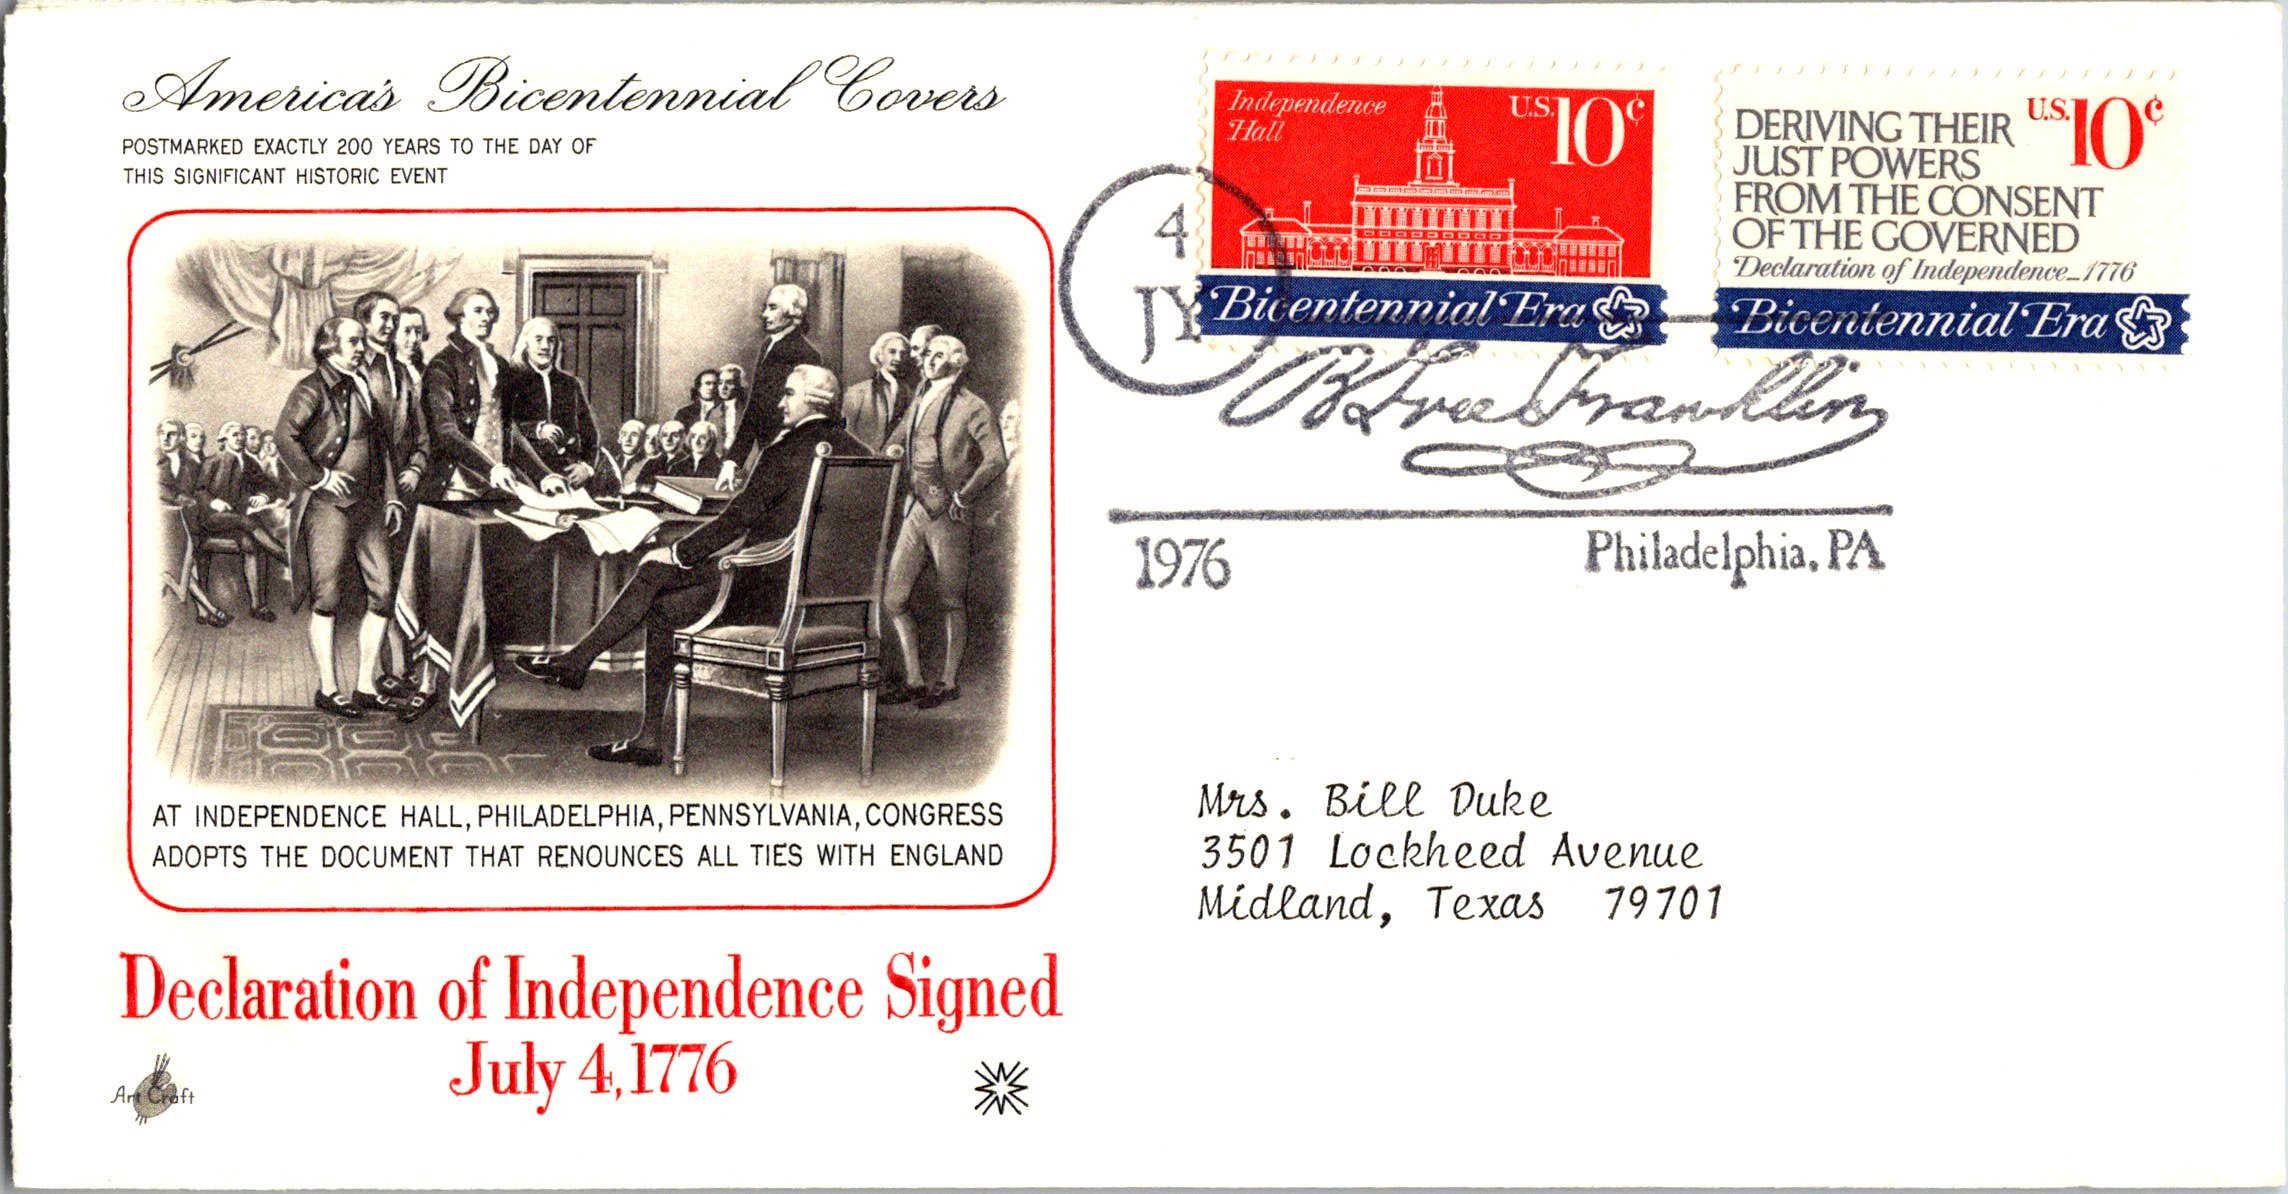 America's Bicentennial Covers
POSTMARKED EXACTLY 200 YEARS TO THE DAY OF
THIS SIGNIFICANT HISTORIC EVENT
AT INDEPENDENCE HALL, PHILADELPHIA, PENNSYLVANIA, CONGRESS
ADOPTS THE DOCUMENT THAT RENOUNCES ALL TIES WITH ENGLAND
Declaration of Independence Signed
July 4, 1776
Art Craft
Independence
Hall
U.S. 10¢
Bicentennial Era
U.S. 10¢
DERIVING THEIR
JUST POWERS
FROM THE CONSENT
OF THE GOVERNED
Declaration of Independence–1776
Bicentennial Era
4
JY
B Free Franklin
1976
Philadelphia, PA
Mrs. Bill Duke
3501 Lockheed Avenue
Midland, Texas 79701